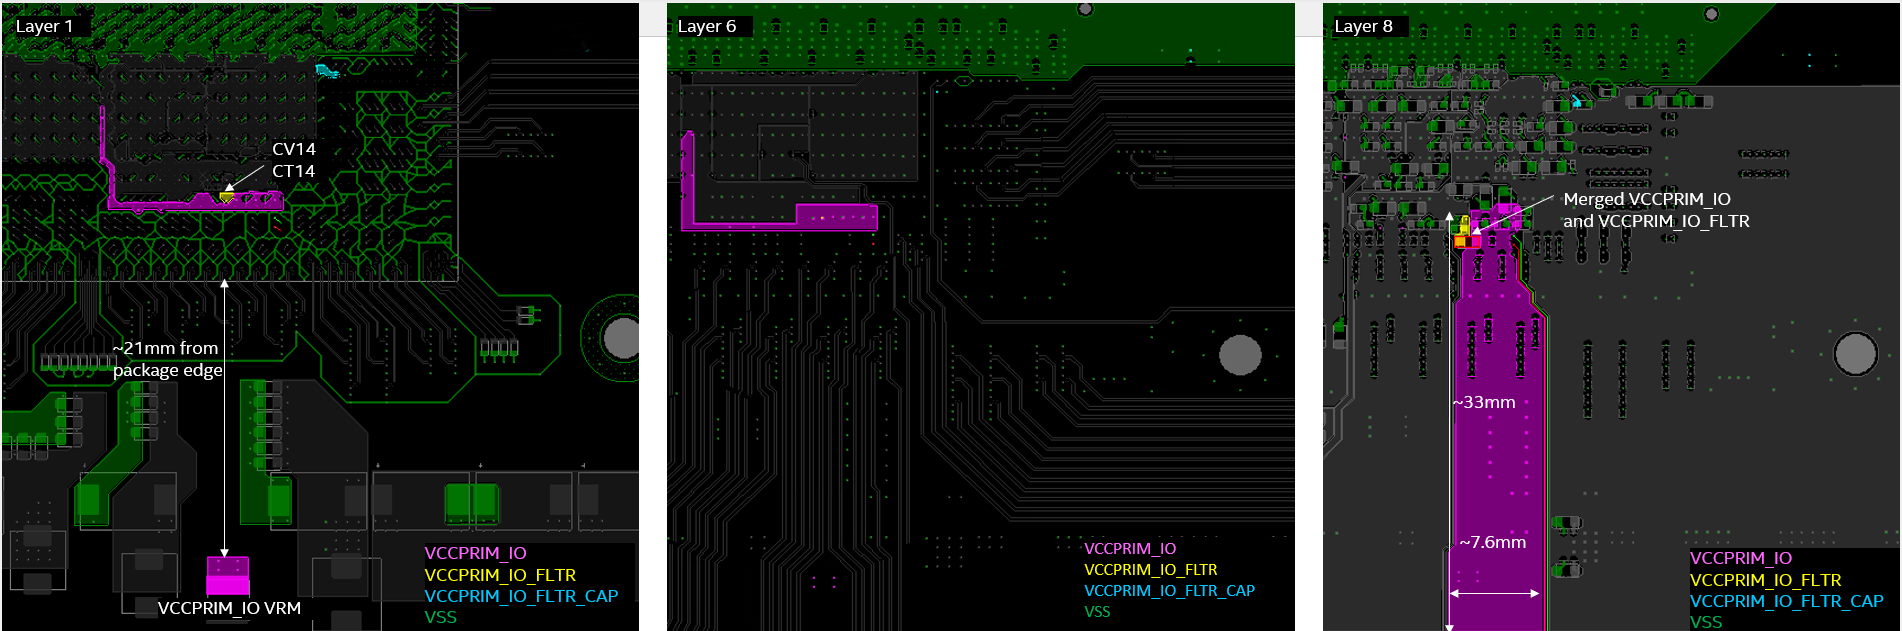 Layer 1
CV14
CT14
~21mm from
package edge
VCCPRIM_IO VRM
VCCPRIM_IO
VCCPRIM_IO_FLTR
VCCPRIM_IO_FLTR_CAP
VSS
Layer 6
VCCPRIM_IO
VCCPRIM_IO_FLTR
VCCPRIM_IO_FLTR_CAP
VSS
Layer 8
Merged VCCPRIM_IO
and VCCPRIM_IO_FLTR
~33mm
~7.6mm
VCCPRIM_IO
VCCPRIM_IO_FLTR
VCCPRIM_IO_FLTR_CAP
VSS